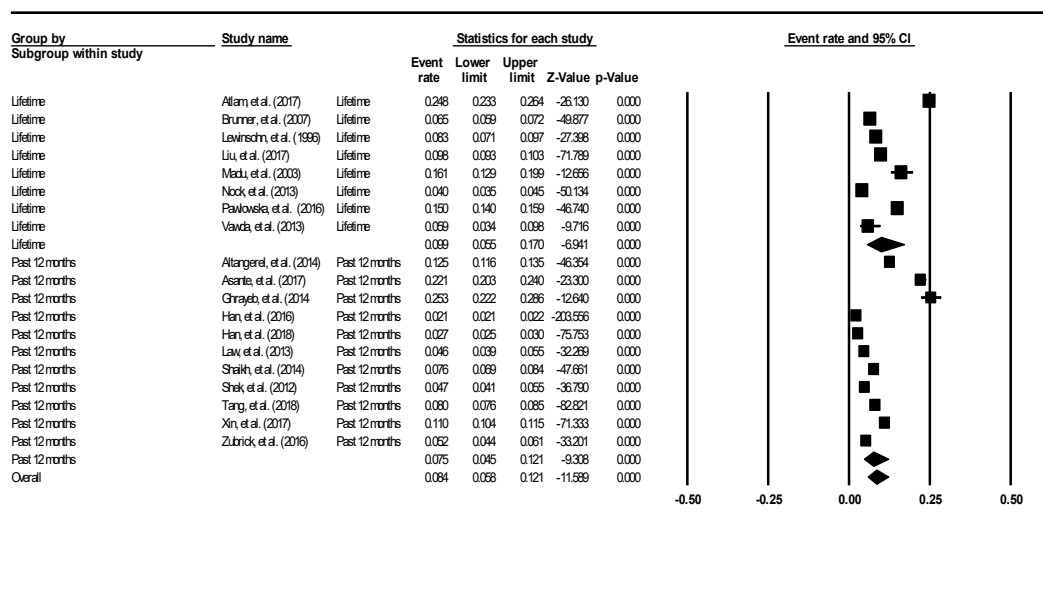 Group by Study name Statistics for each study Event rate and 95% CI
Subgroup within study
Event Lower Upper
rate limit limit Z-Value p-Value
Lifetime Atlam, et al. (2017) Lifetime 0.248 0.233 0.264 -26.130 0.000
Lifetime Brunner, et al. (2007) Lifetime 0.065 0.059 0.072 -49.877 0.000
Lifetime Lewinsohn, et al. (1996) Lifetime 0.083 0.071 0.097 -27.398 0.000
Lifetime Liu, et al. (2017) Lifetime 0.098 0.093 0.103 -71.789 0.000
Lifetime Madu, et al. (2003) Lifetime 0.161 0.129 0.199 -12.656 0.000
Lifetime Nock, et al. (2013) Lifetime 0.040 0.035 0.045 -50.134 0.000
Lifetime Pawlowska, et al. (2016) Lifetime 0.150 0.140 0.159 -46.740 0.000
Lifetime Vawda, et al. (2013) Lifetime 0.059 0.034 0.098 -9.716 0.000
Lifetime 0.099 0.055 0.170 -6.941 0.000
Past 12 months Altangerel, et al. (2014) Past 12 months 0.125 0.116 0.135 -46.354 0.000
Past 12 months Asante, et al. (2017) Past 12 months 0.221 0.203 0.240 -23.300 0.000
Past 12 months Ghrayeb, et al. (2014 Past 12 months 0.253 0.222 0.286 -12.640 0.000
Past 12 months Han, et al. (2016) Past 12 months 0.021 0.021 0.022 -203.556 0.000
Past 12 months Han, et al. (2018) Past 12 months 0.027 0.025 0.030 -75.753 0.000
Past 12 months Law, et al. (2013) Past 12 months 0.046 0.039 0.055 -32.269 0.000
Past 12 months Shaikh, et al. (2014) Past 12 months 0.076 0.069 0.084 -47.661 0.000
Past 12 months Shek, et al. (2012) Past 12 months 0.047 0.041 0.055 -36.790 0.000
Past 12 months Tang, et al. (2018) Past 12 months 0.080 0.076 0.085 -82.821 0.000
Past 12 months Xin, et al. (2017) Past 12 months 0.110 0.104 0.115 -71.333 0.000
Past 12 months Zubrick, et al. (2016) Past 12 months 0.052 0.044 0.061 -33.201 0.000
Past 12 months 0.075 0.045 0.121 -9.308 0.000
Overall 0.084 0.058 0.121 -11.589 0.000
-0.50 -0.25 0.00 0.25 0.50